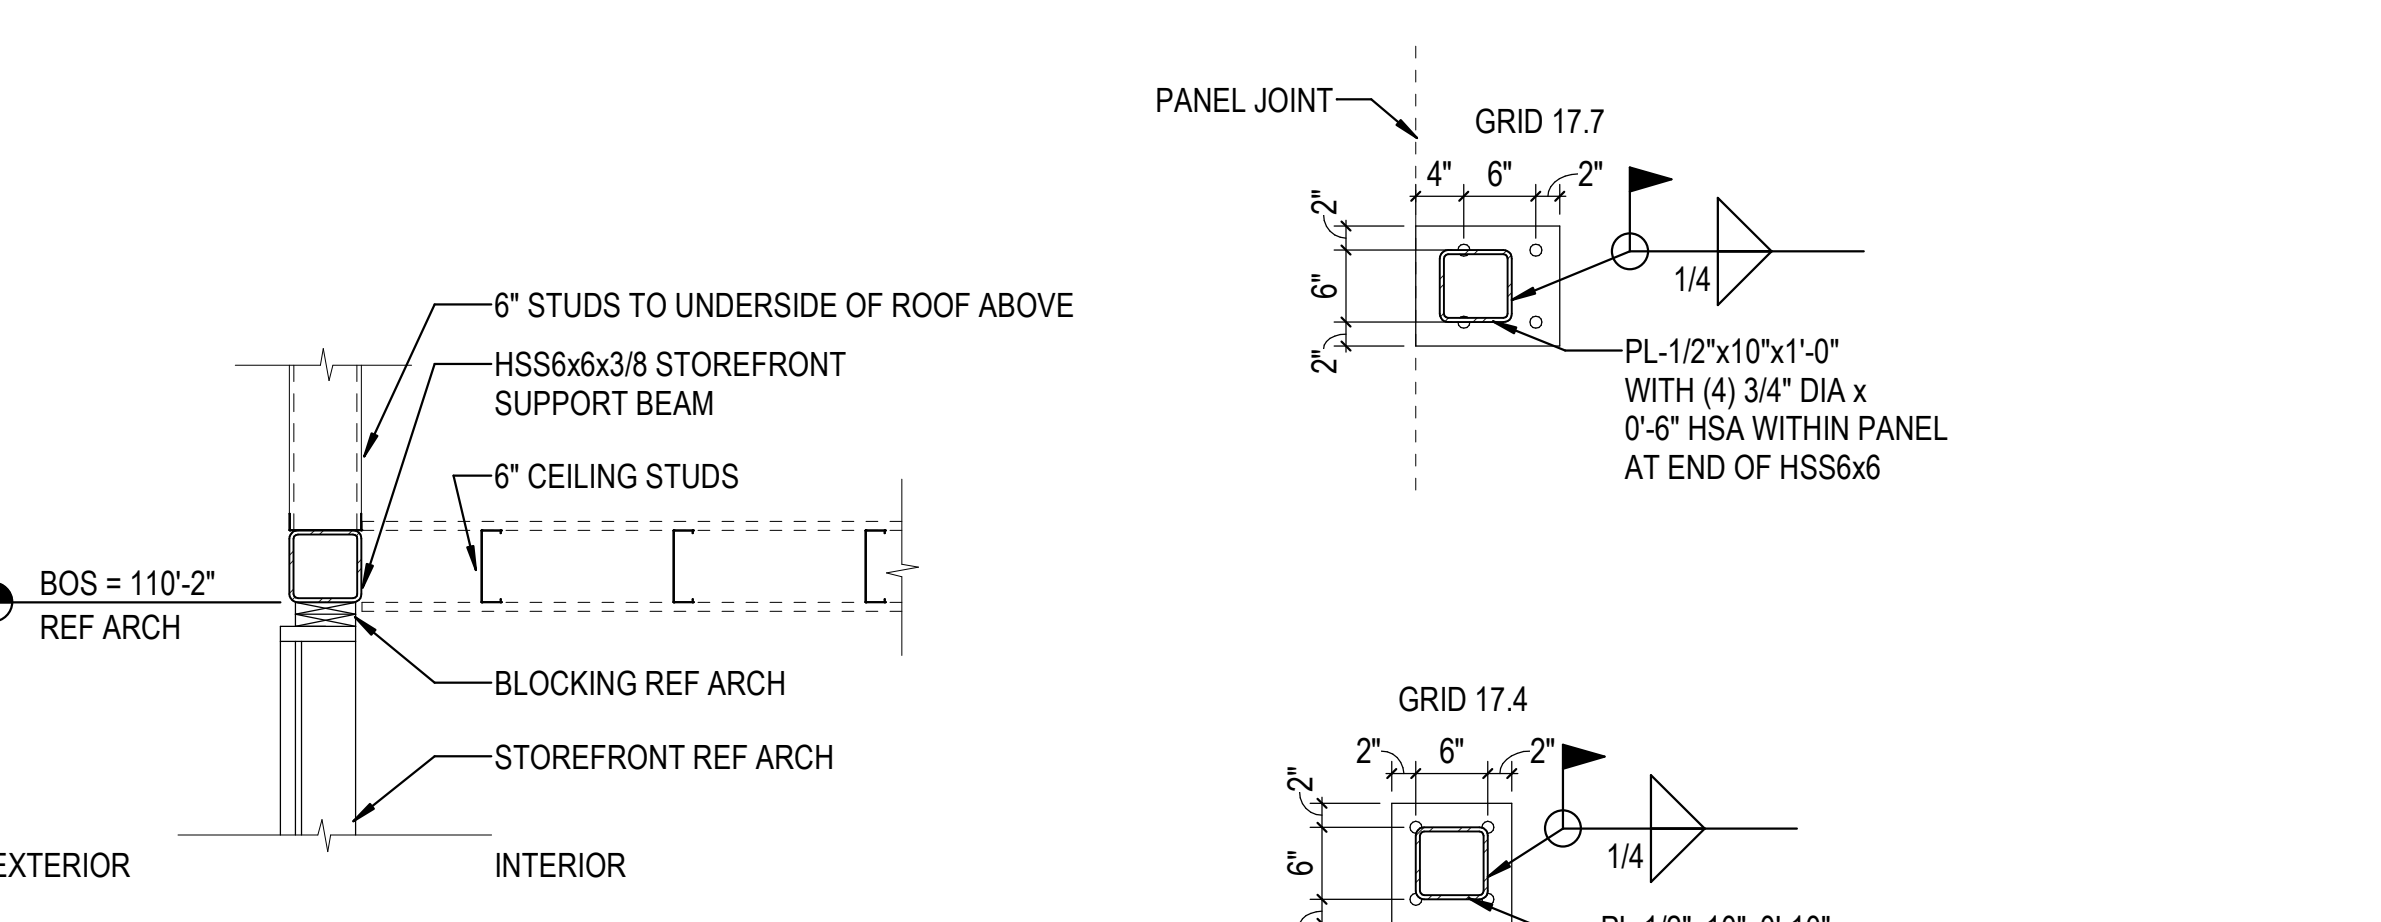 PANEL JOINT
GRID 17.7
4" 6" 2"
2"
6"
2"
1/4
PL-1/2"x10"x1'-0"
WITH (4) 3/4" DIA x
0'-6" HSA WITHIN PANEL
AT END OF HSS6x6
6" STUDS TO UNDERSIDE OF ROOF ABOVE
HSS6x6x3/8 STOREFRONT
SUPPORT BEAM
6" CEILING STUDS
BOS = 110'-2"
REF ARCH
BLOCKING REF ARCH
STOREFRONT REF ARCH
EXTERIOR
INTERIOR
GRID 17.4
2" 6" 2"
2"
6"
1/4